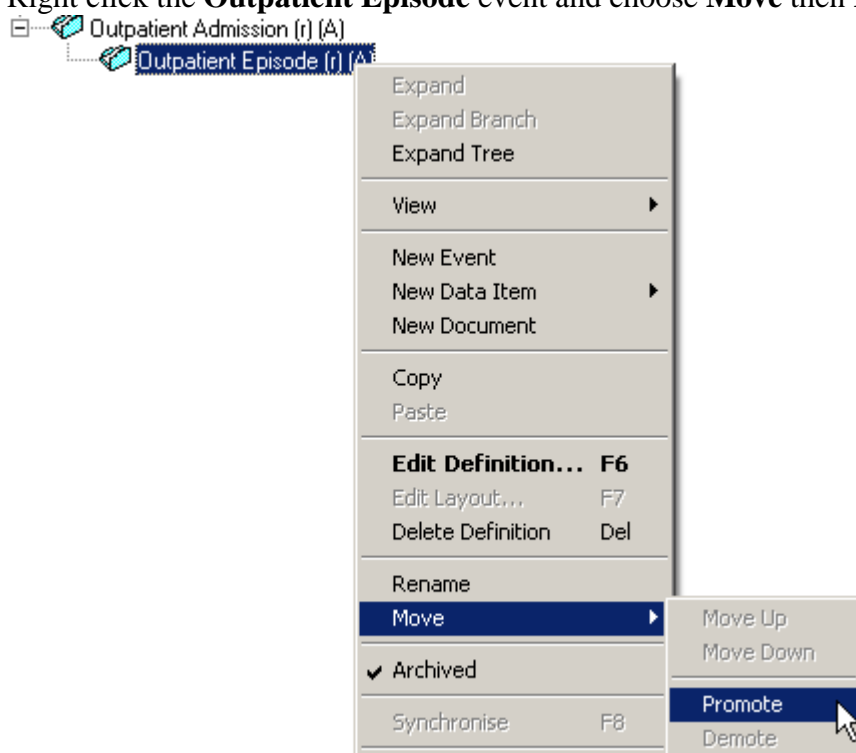 Right click the Outpatient Episode event and choose Move then
Outpatient Admission (r) (A)
Outpatient Episode (r) (A)
Expand
Expand Branch
Expand Tree
View
New Event
New Data Item
New Document
Copy
Paste
Edit Definition... F6
Edit Layout... F7
Delete Definition Del
Rename
Move
Move Up
Move Down
Archived
Promote
Synchronise F8
Demote